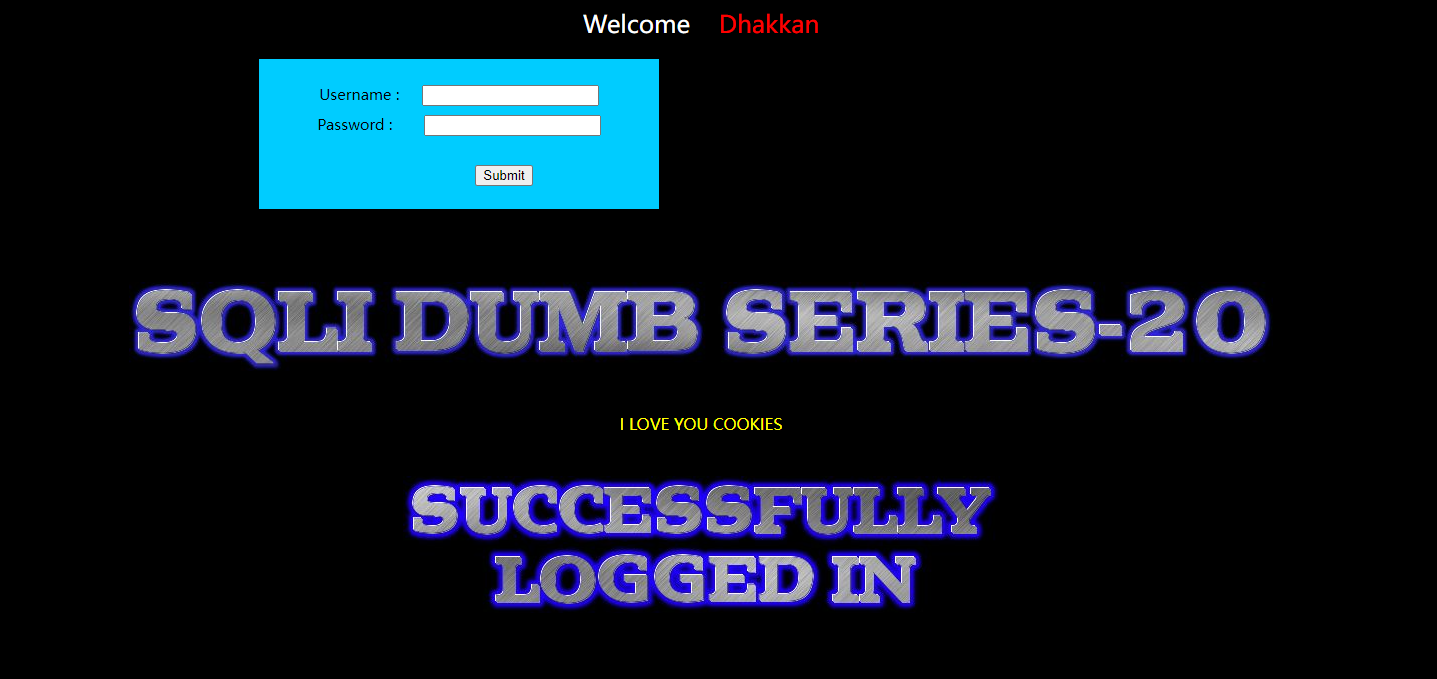 Welcome Dhakkan
Username :
Password :
Submit
SQLI DUMB SERIES-20
I LOVE YOU COOKIES
SUCCESSFULLY
LOGGED IN